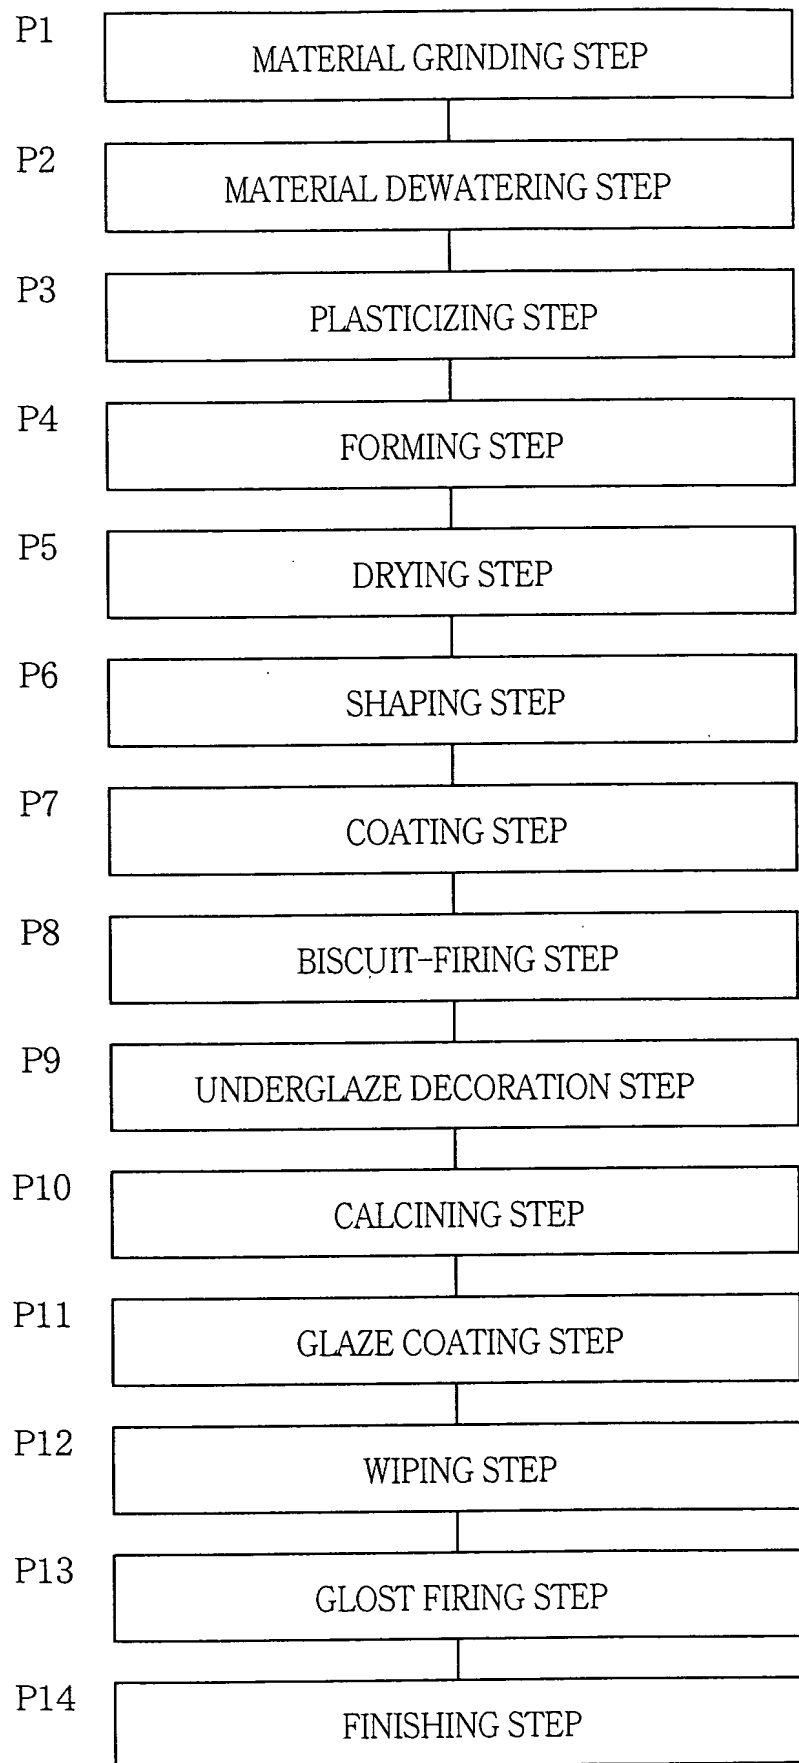 P1
MATERIAL GRINDING STEP
P2
MATERIAL DEWATERING STEP
P3
PLASTICIZING STEP
P4
FORMING STEP
P5
DRYING STEP
P6
SHAPING STEP
P7
COATING STEP
P8
BISCUIT-FIRING STEP
P9
UNDERGLAZE DECORATION STEP
P10
CALCINING STEP
P11
GLAZE COATING STEP
P12
WIPING STEP
P13
GLOST FIRING STEP
P14
FINISHING STEP